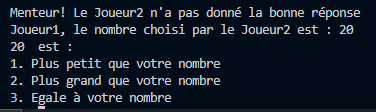 Menteur! Le Joueur2 n'a pas donné la bonne réponse
Joueur1, le nombre choisi par le Joueur2 est : 20
20  est :
1. Plus petit que votre nombre
2. Plus grand que votre nombre
3. Egale à votre nombre